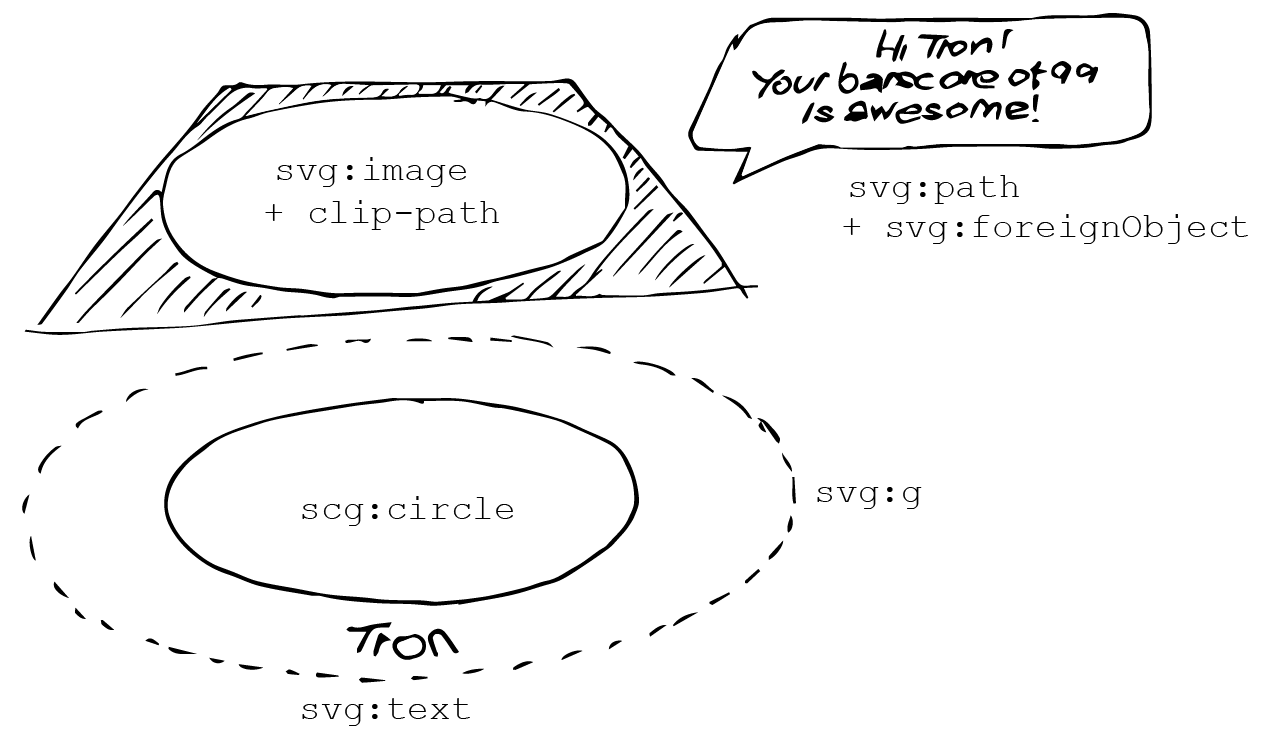 Hi Tron!
Your barscore of 99
is awesome!
svg:image
+ clip-path
svg:path
+ svg:foreignObject
scg:circle
svg:g
Tron
svg:text